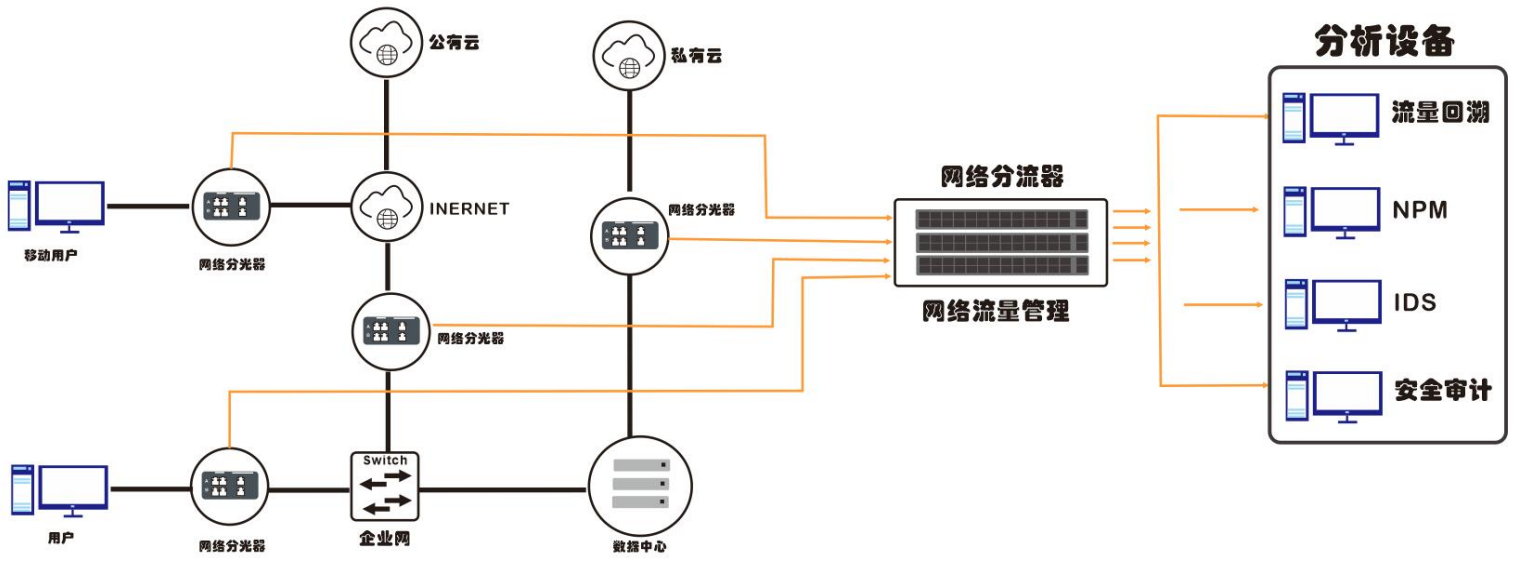 公有云
私有云
分析设备
流量回溯
网络分流器
INERNET
网络分光器
NPM
移动用户
网络分光器
网络流量管理
IDS
网络分光器
安全审计
Switch
用户
网络分光器
企业网
数据中心